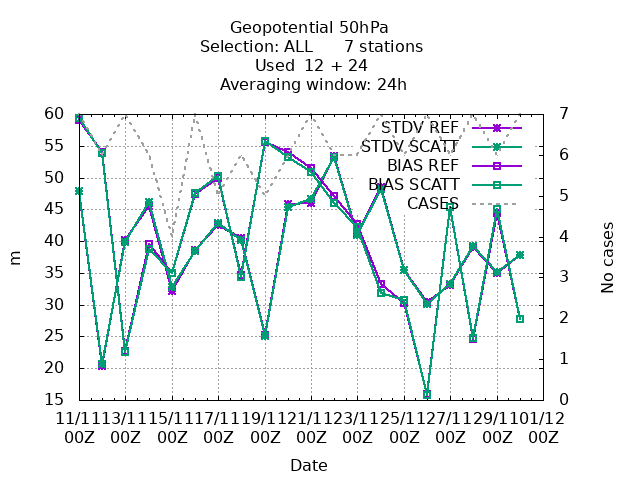 Geopotential 50hPa
Selection: ALL 7 stations
Used 12 + 24
Averaging window: 24h
60
55
50
45
40
35
30
25
20
15
m
7
6
5
4
3
2
1
0
No cases
STDV REF
STDV SCATT
BIAS REF
BIAS SCATT
CASES
11/11 13/11 15/11 17/11 19/11 21/11 23/11 25/11 27/11 29/11 01/12
00Z 00Z 00Z 00Z 00Z 00Z 00Z 00Z 00Z 00Z 00Z
Date